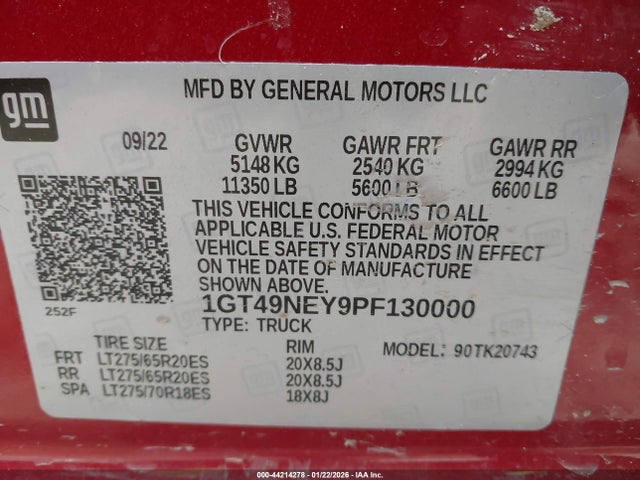 gm
MFD BY GENERAL MOTORS LLC
09/22 GVWR GAWR FRT GAWR RR
5148 KG 2540 KG 2994 KG
11350 LB 5600 LB 6600 LB
THIS VEHICLE CONFORMS TO ALL
APPLICABLE U.S. FEDERAL MOTOR
VEHICLE SAFETY STANDARDS IN EFFECT
ON THE DATE OF MANUFACTURE
SHOWN ABOVE.
252F 1GT49NEY9PF130000
TYPE: TRUCK
TIRE SIZE RIM MODEL: 90TK20743
FRT LT275/65R20ES 20X8.5J
RR LT275/65R20ES 20X8.5J
SPA LT275/70R18ES 18X8J
000-44214278 - 01/22/2026 - IAA Inc.